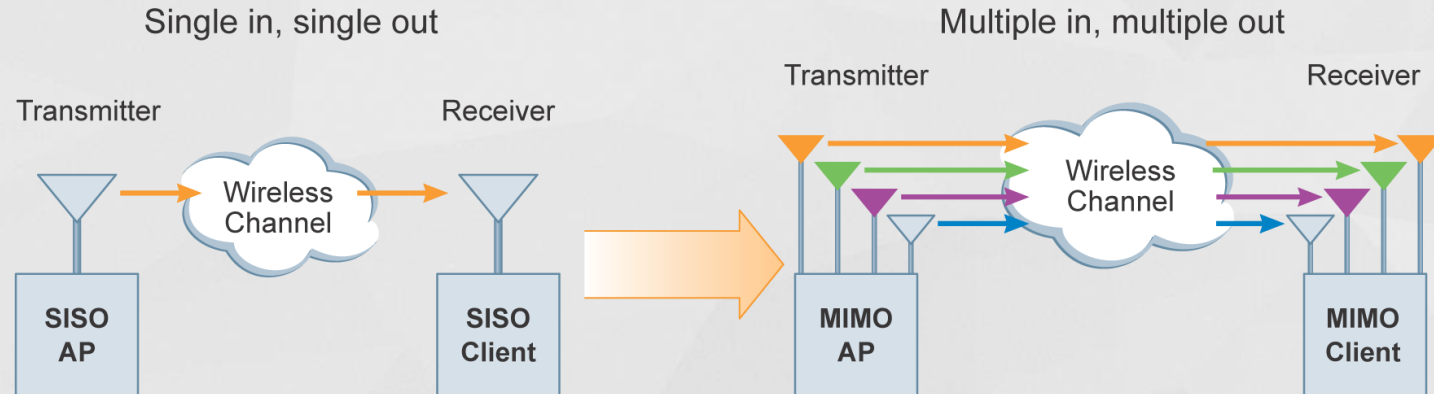 Single in, single out
Transmitter
Receiver
Wireless
Channel
SISO
AP
SISO
Client
Multiple in, multiple out
Transmitter
Receiver
Wireless
Channel
MIMO
AP
MIMO
Client